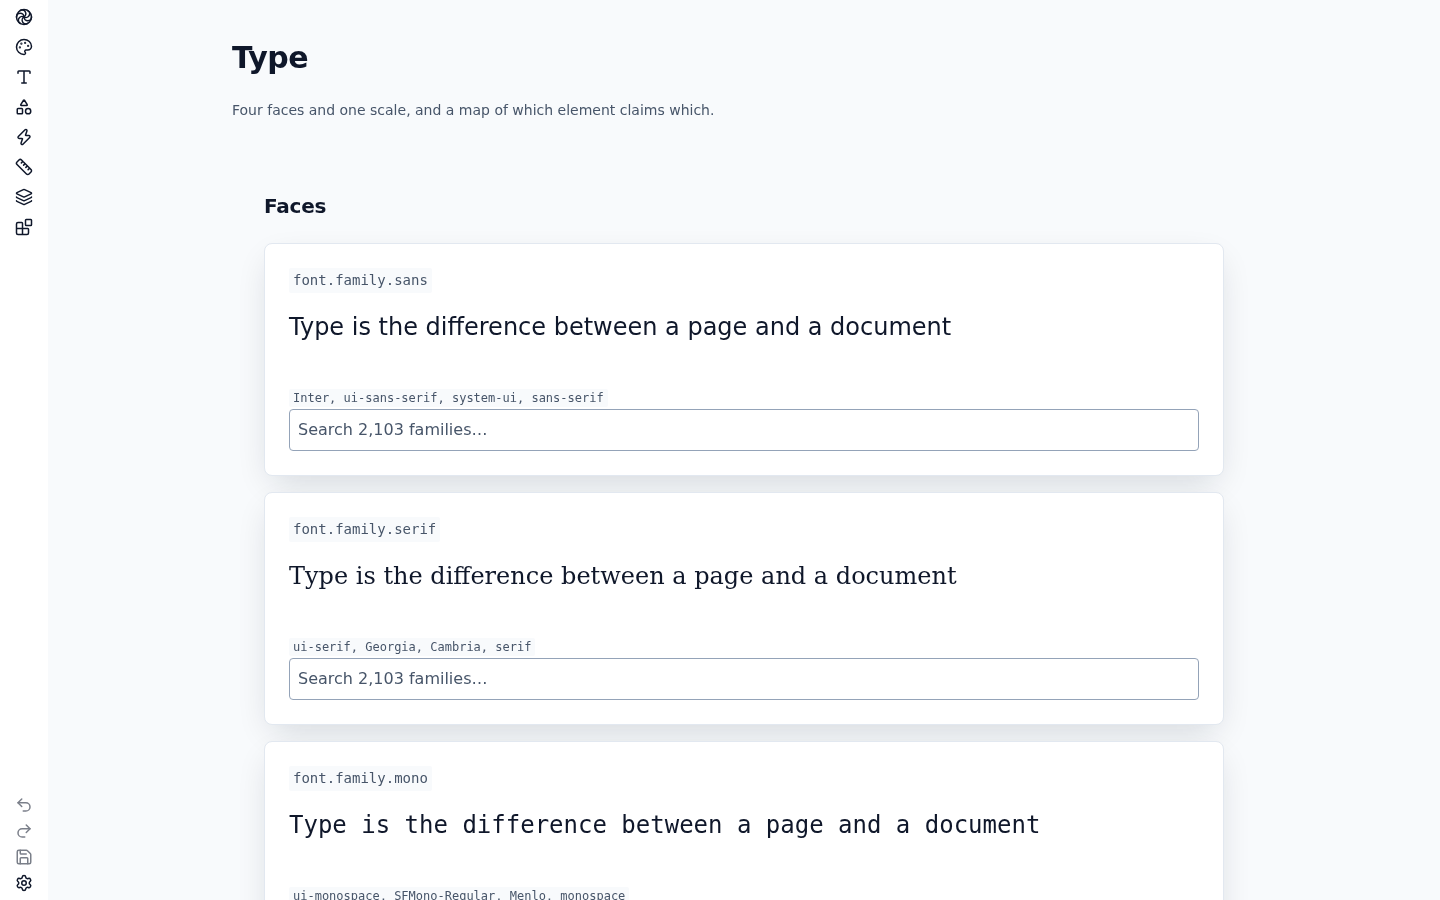 Type
Four faces and one scale, and a map of which element claims which.
Faces
font.family.sans
Type is the difference between a page and a document
Inter, ui-sans-serif, system-ui, sans-serif
Search 2,103 families...
font.family.serif
Type is the difference between a page and a document
ui-serif, Georgia, Cambria, serif
Search 2,103 families...
font.family.mono
Type is the difference between a page and a document
ui-monospace, SFMono-Regular, Menlo, monospace